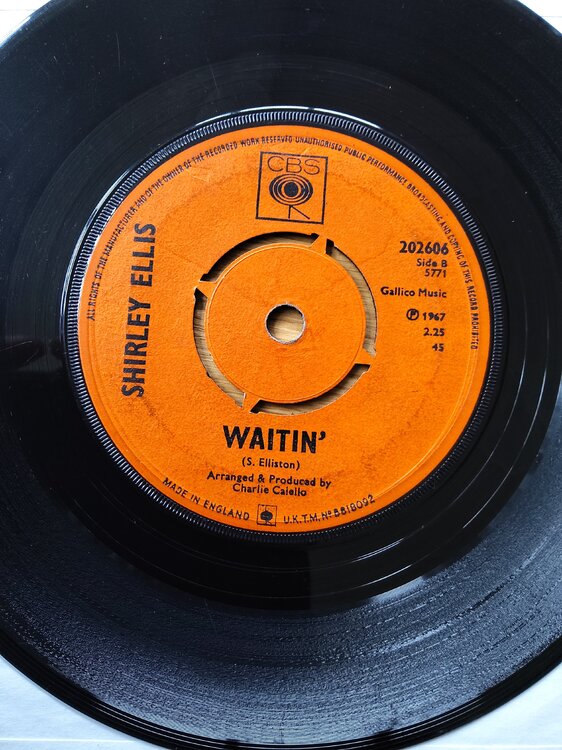 ALL RIGHTS OF THE MANUFACTURER AND OF THE OWNER OF THE RECORDED WORK RESERVED UNAUTHORISED PUBLIC PERFORMANCE BROADCASTING AND COPYING OF THIS RECORD PROHIBITED
CBS
SHIRLEY ELLIS
202606
Side B
5771
Gallico Music
℗ 1967
2.25
45
WAITIN'
(S. Elliston)
Arranged & Produced by
Charlie Calello
MADE IN ENGLAND U.K.T.M. Nº 8818092